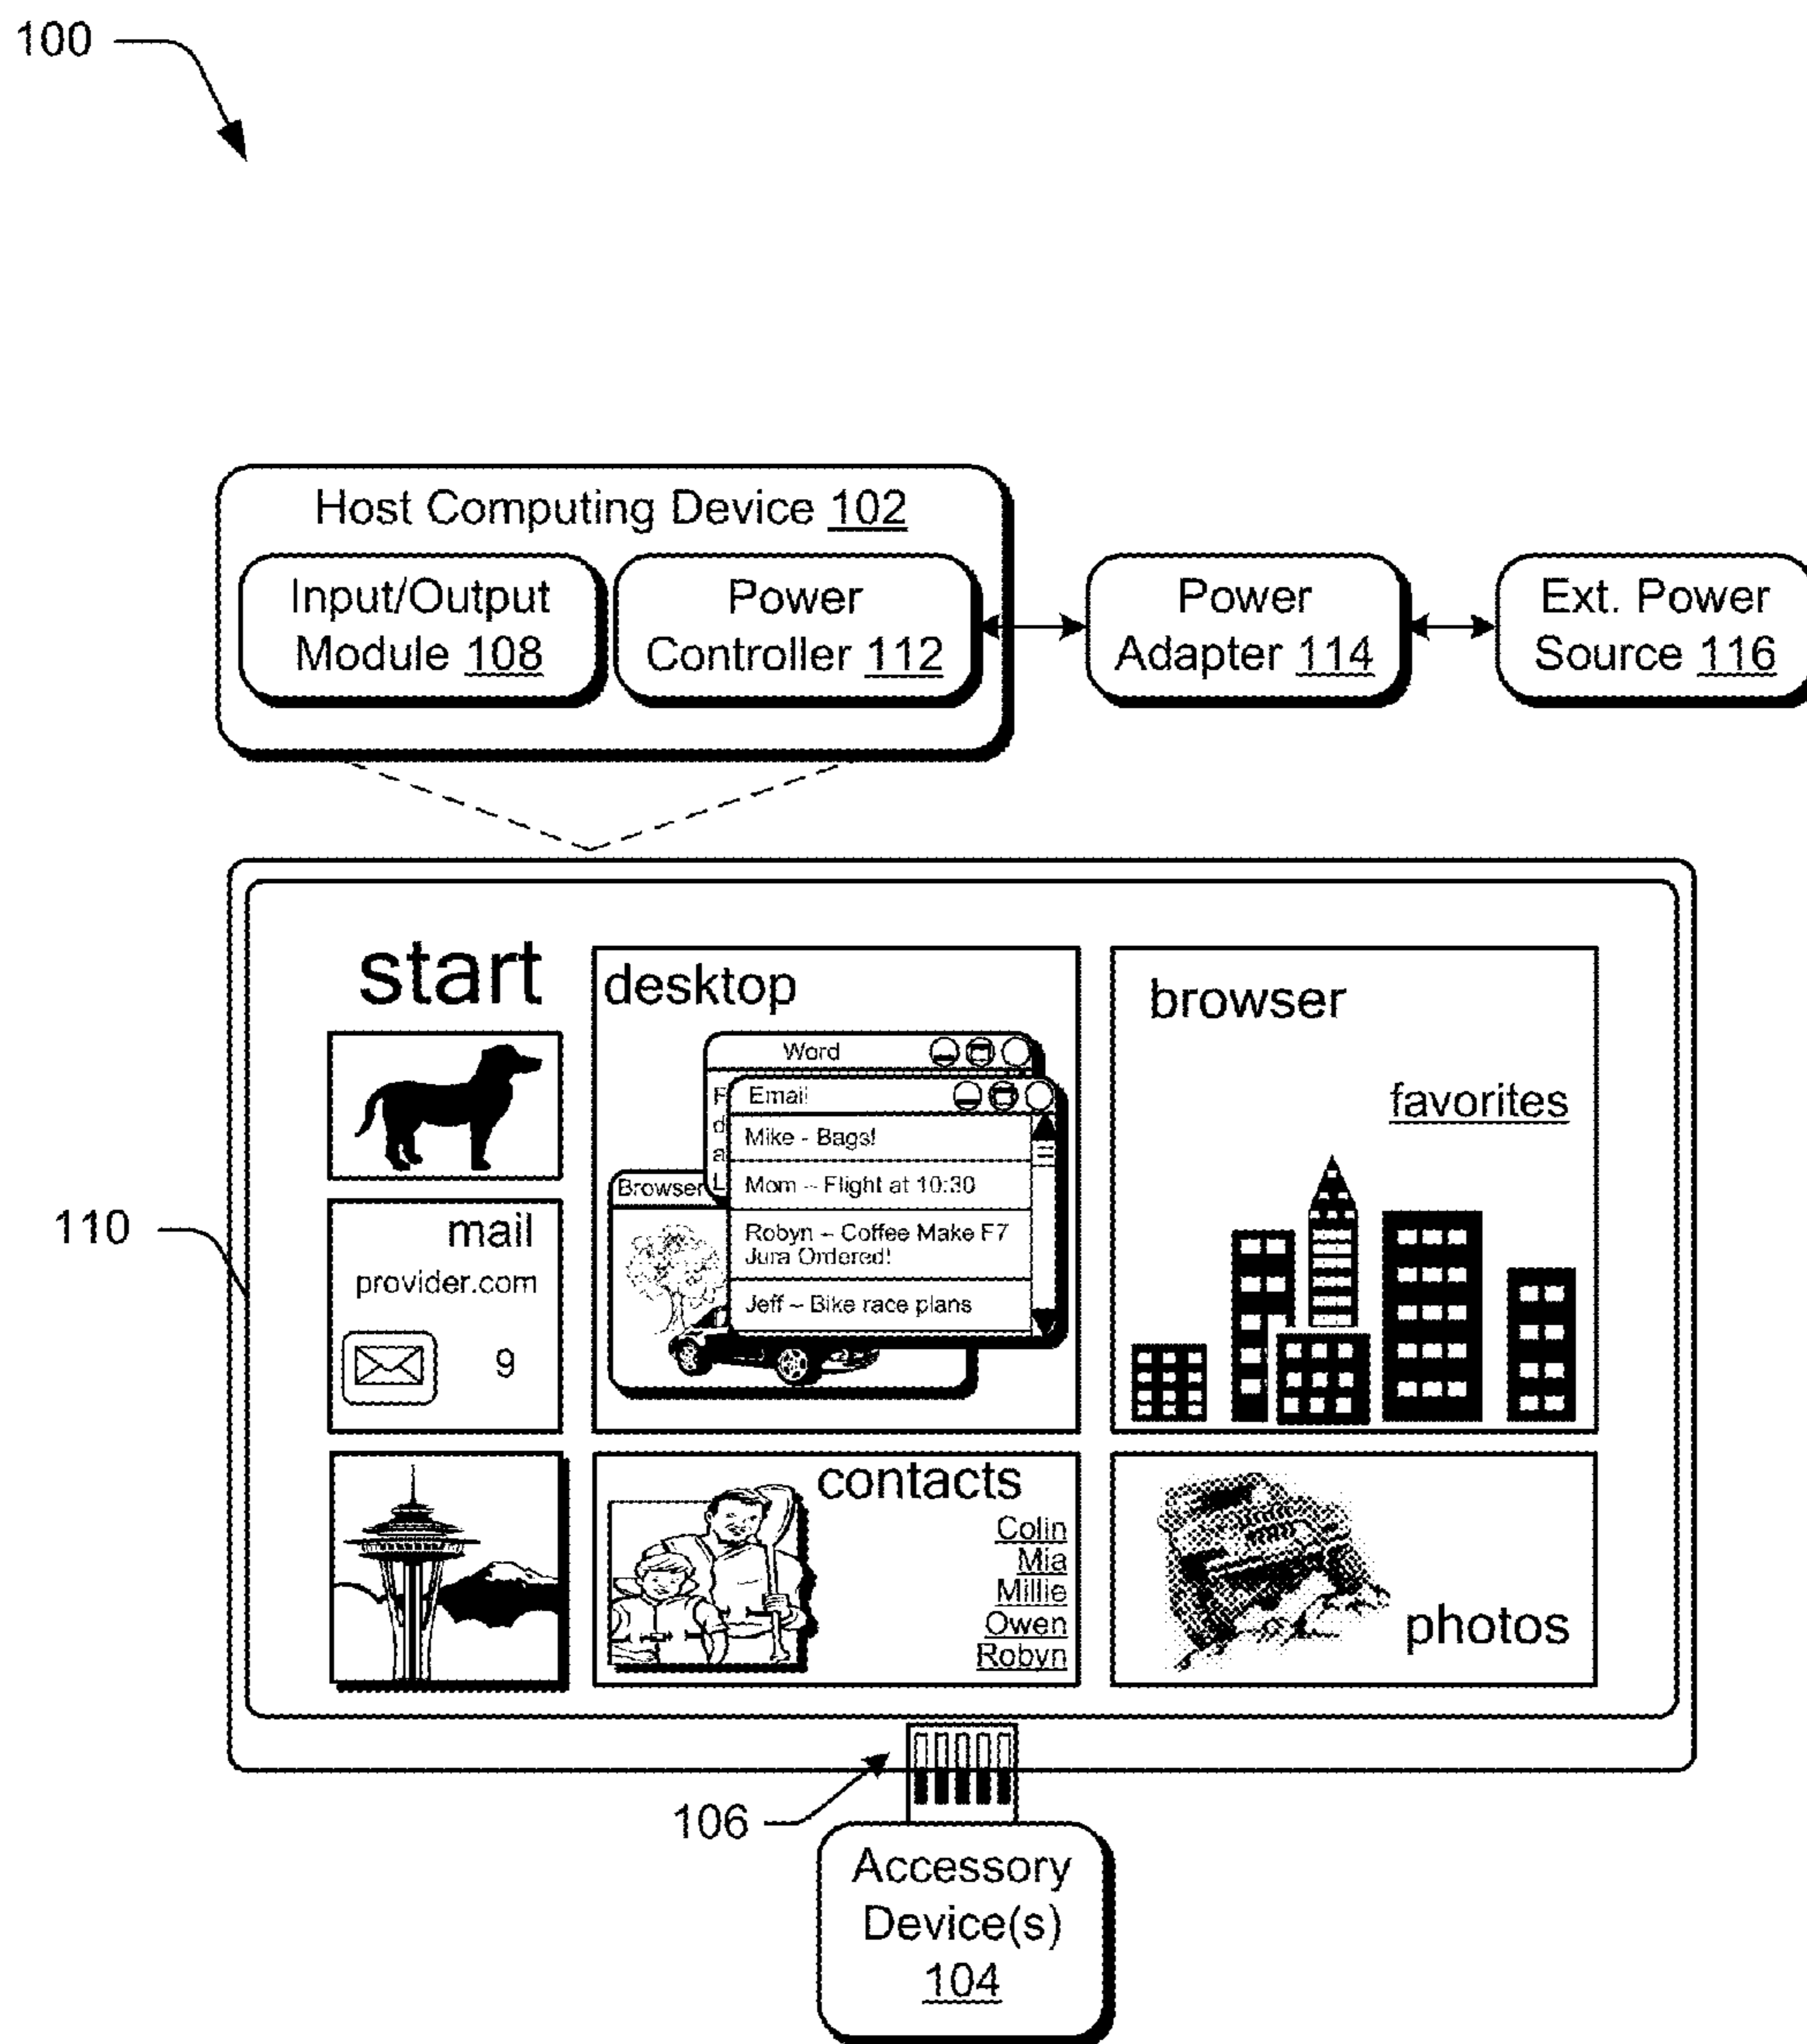 100
Host Computing Device 102
Input/Output
Module 108
Power
Controller 112
Power
Adapter 114
Ext. Power
Source 116
start
desktop
browser
Word
favorites
F
Email
d
Mike - Bags!
a
Mom – Flight at 10:30
L
Browser
Robyn – Coffee Make F7
Jura Ordered!
Jeff – Bike race plans
110
mail
provider.com
9
contacts
Colin
Mia
Millie
Owen
Robyn
photos
106
Accessory
Device(s)
104